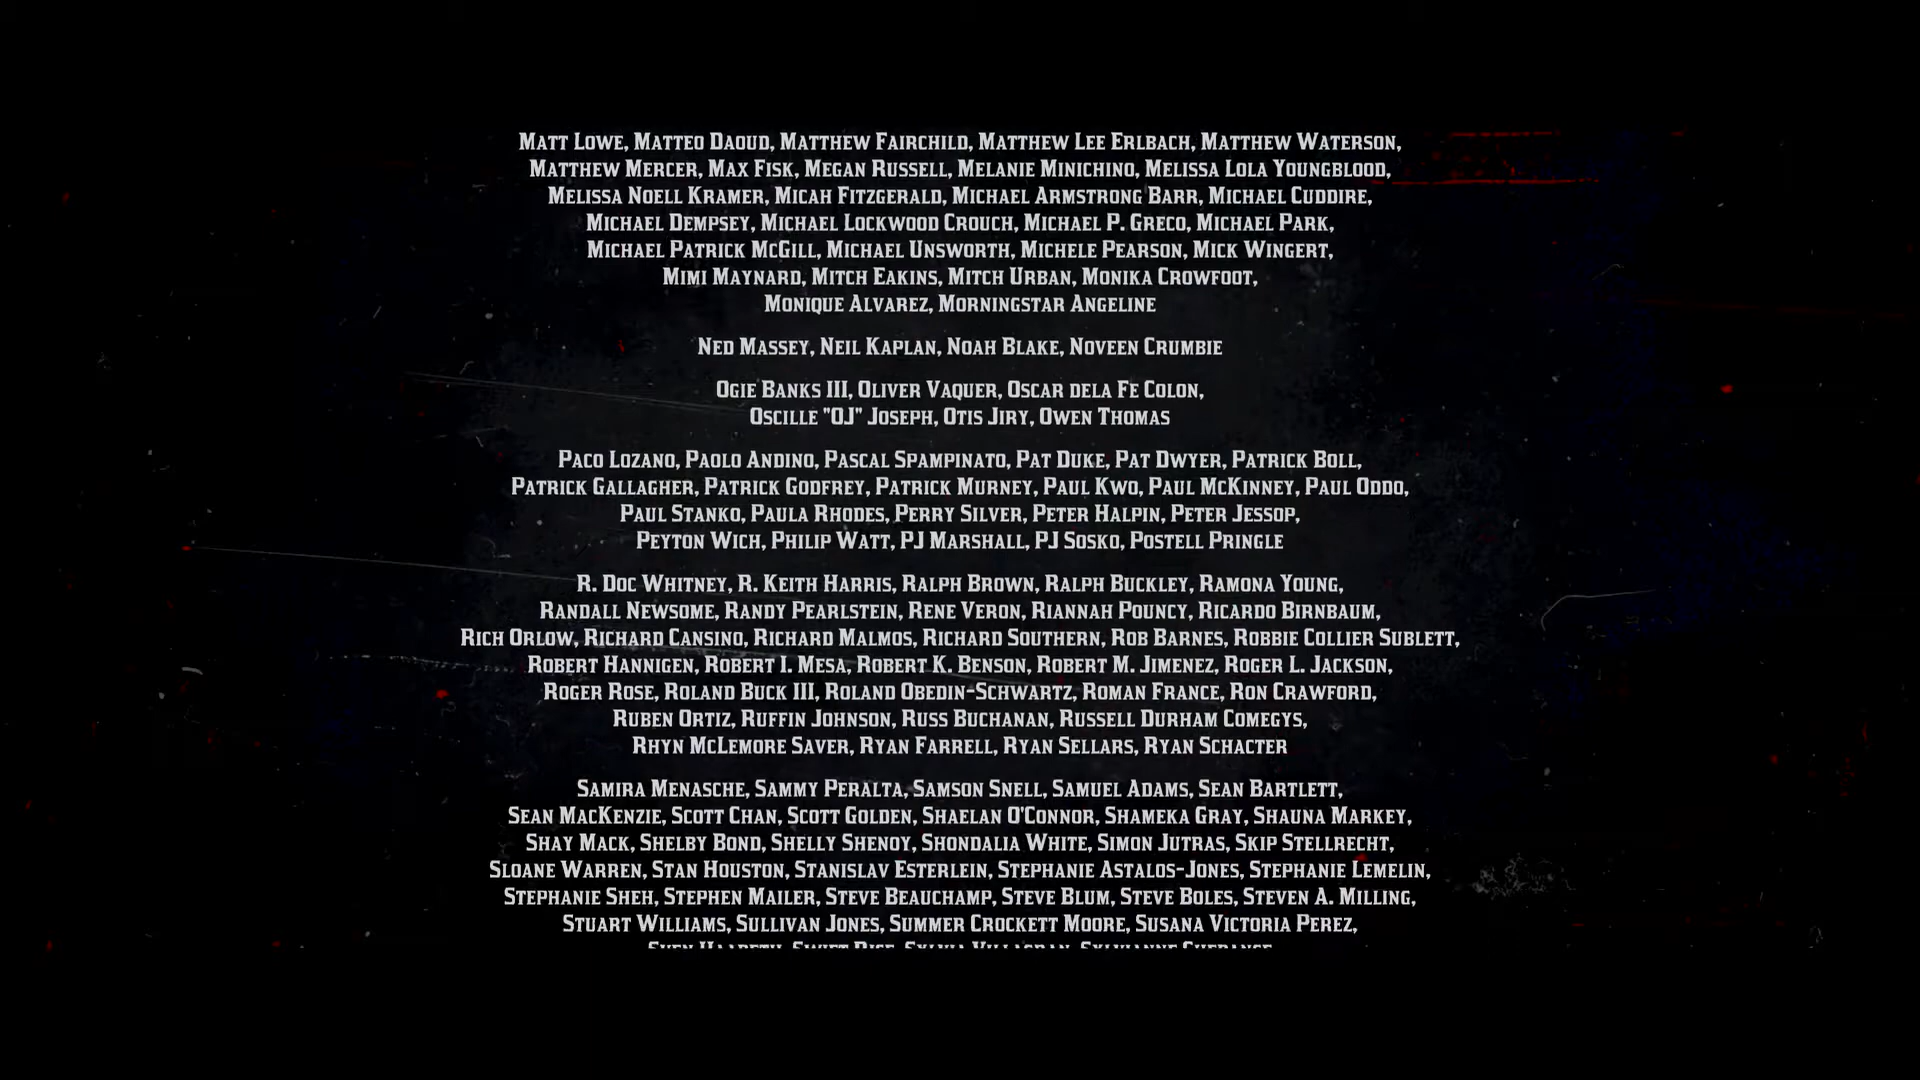 Matt Lowe, Matteo Daoud, Matthew Fairchild, Matthew Lee Erlbach, Matthew Waterson,
Matthew Mercer, Max Fisk, Megan Russell, Melanie Minichino, Melissa Lola Youngblood,
Melissa Noell Kramer, Micah Fitzgerald, Michael Armstrong Barr, Michael Cuddire,
Michael Dempsey, Michael Lockwood Crouch, Michael P. Greco, Michael Park,
Michael Patrick McGill, Michael Unsworth, Michele Pearson, Mick Wingert,
Mimi Maynard, Mitch Eakins, Mitch Urban, Monika Crowfoot,
Monique Alvarez, Morningstar Angeline
Ned Massey, Neil Kaplan, Noah Blake, Noveen Crumbie
Ogie Banks III, Oliver Vaquer, Oscar dela Fe Colon,
Oscille "OJ" Joseph, Otis Jiry, Owen Thomas
Paco Lozano, Paolo Andino, Pascal Spampinato, Pat Duke, Pat Dwyer, Patrick Boll,
Patrick Gallagher, Patrick Godfrey, Patrick Murney, Paul Kwo, Paul McKinney, Paul Oddo,
Paul Stanko, Paula Rhodes, Perry Silver, Peter Halpin, Peter Jessop,
Peyton Wich, Philip Watt, PJ Marshall, PJ Sosko, Postell Pringle
R. Doc Whitney, R. Keith Harris, Ralph Brown, Ralph Buckley, Ramona Young,
Randall Newsome, Randy Pearlstein, Rene Veron, Riannah Pouncy, Ricardo Birnbaum,
Rich Orlow, Richard Cansino, Richard Malmos, Richard Southern, Rob Barnes, Robbie Collier Sublett,
Robert Hannigen, Robert I. Mesa, Robert K. Benson, Robert M. Jimenez, Roger L. Jackson,
Roger Rose, Roland Buck III, Roland Obedin-Schwartz, Roman France, Ron Crawford,
Ruben Ortiz, Ruffin Johnson, Russ Buchanan, Russell Durham Comegys,
Rhyn McLemore Saver, Ryan Farrell, Ryan Sellars, Ryan Schacter
Samira Menasche, Sammy Peralta, Samson Snell, Samuel Adams, Sean Bartlett,
Sean MacKenzie, Scott Chan, Scott Golden, Shaelan O'Connor, Shameka Gray, Shauna Markey,
Shay Mack, Shelby Bond, Shelly Shenoy, Shondalia White, Simon Jutras, Skip Stellrecht,
Sloane Warren, Stan Houston, Stanislav Esterlein, Stephanie Astalos-Jones, Stephanie Lemelin,
Stephanie Sheh, Stephen Mailer, Steve Beauchamp, Steve Blum, Steve Boles, Steven A. Milling,
Stuart Williams, Sullivan Jones, Summer Crockett Moore, Susana Victoria Perez,